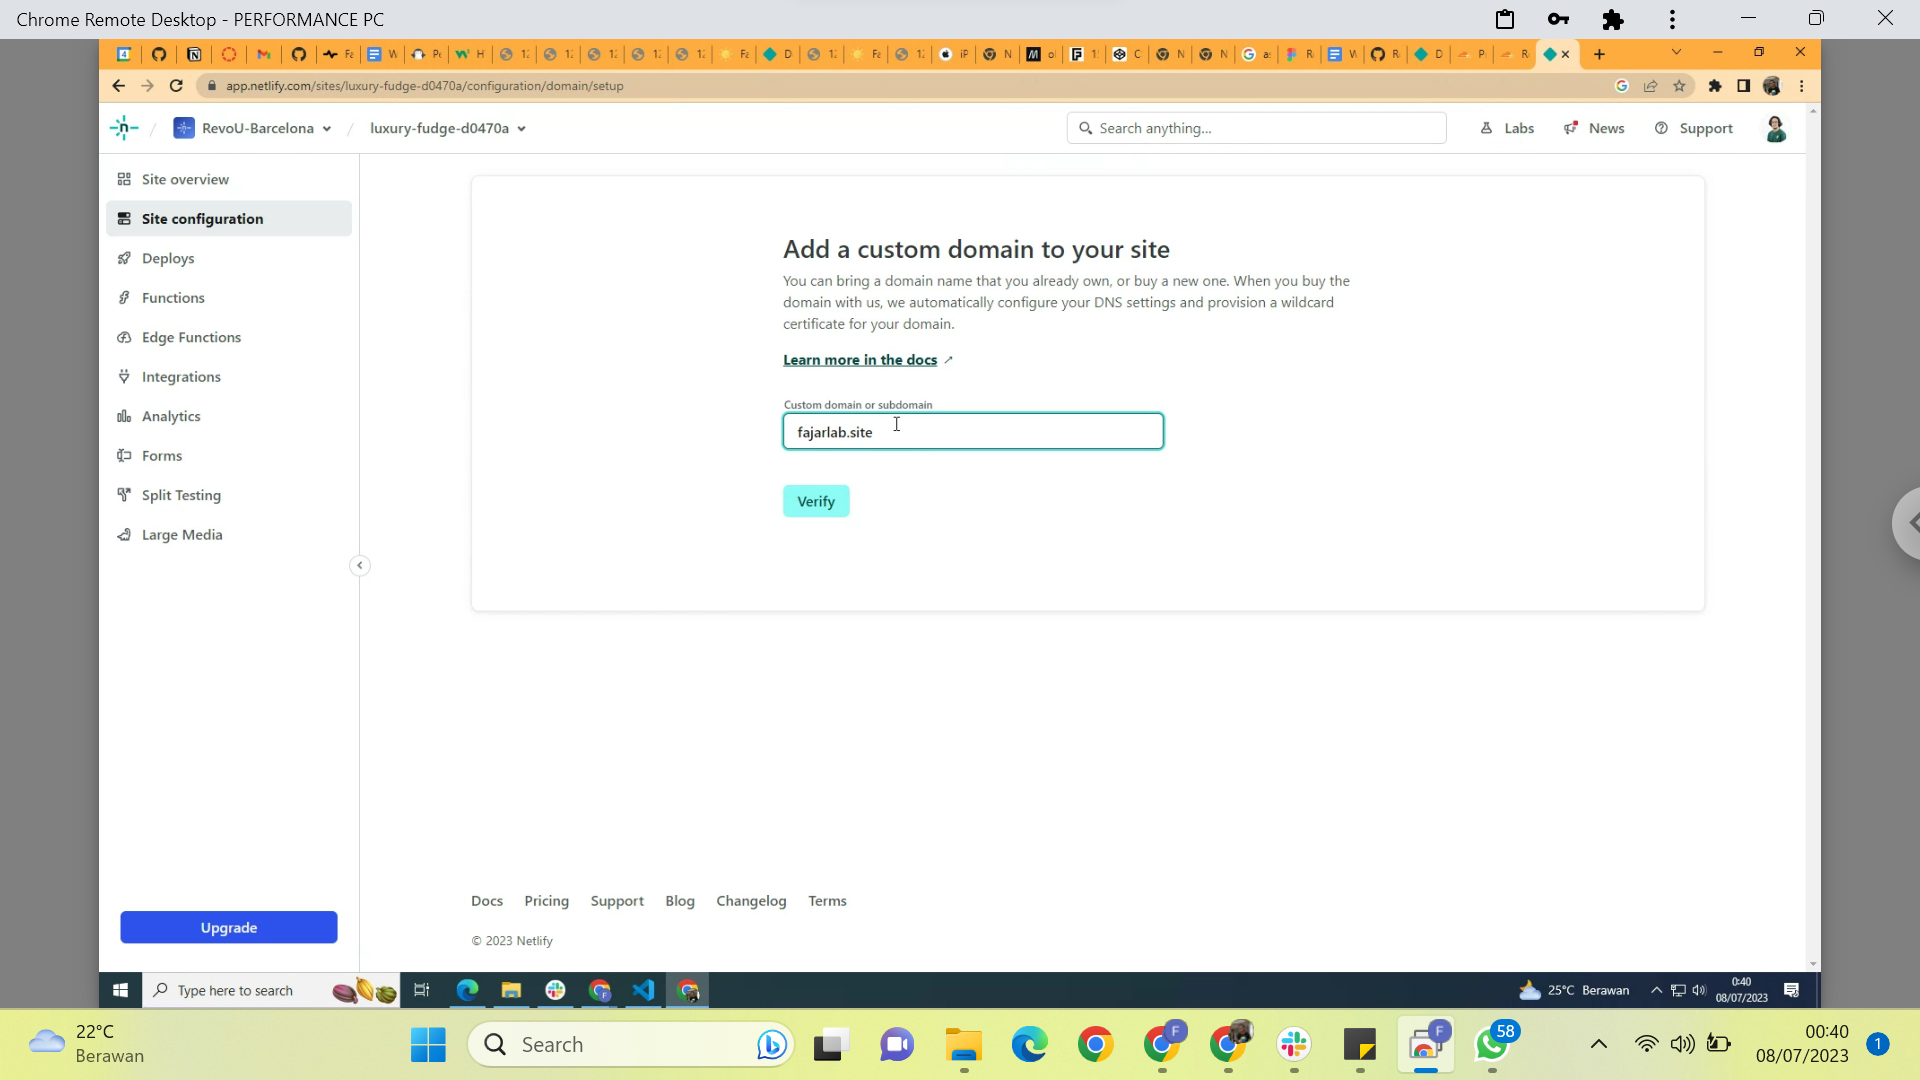 Chrome Remote Desktop - PERFORMANCE PC
app.netlify.com/sites/luxury-fudge-d0470a/configuration/domain/setup
RevoU-Barcelona
luxury-fudge-d0470a
Search anything...
Labs
News
Support
Site overview
Site configuration
Deploys
Functions
Edge Functions
Integrations
Analytics
Forms
Split Testing
Large Media
Upgrade
Add a custom domain to your site
You can bring a domain name that you already own, or buy a new one. When you buy the
domain with us, we automatically configure your DNS settings and provision a wildcard
certificate for your domain.
Learn more in the docs
Custom domain or subdomain
fajarlab.site
Verify
Docs Pricing Support Blog Changelog Terms
© 2023 Netlify
Type here to search
25°C Berawan
0:40
08/07/2023
22°C
Berawan
Search
58
00:40
08/07/2023
1